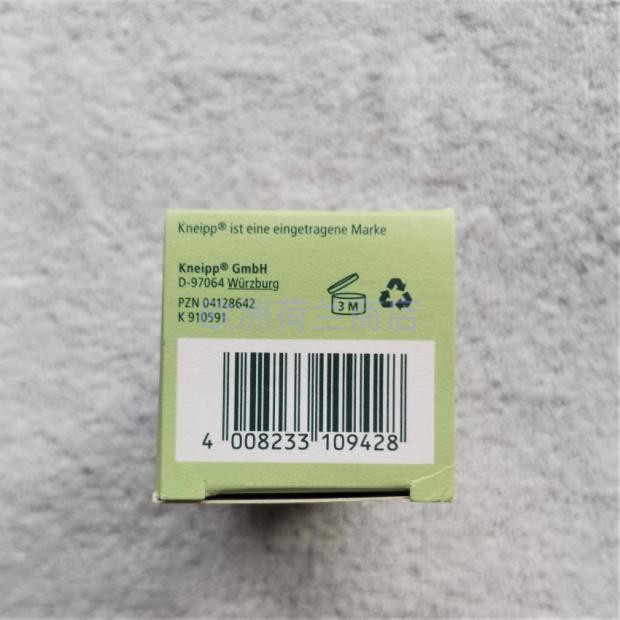 Kneipp® ist eine eingetragene Marke
Kneipp® GmbH
D-97064 Würzburg
PZN 04128642
K 910591
3 M
4 008233 109428